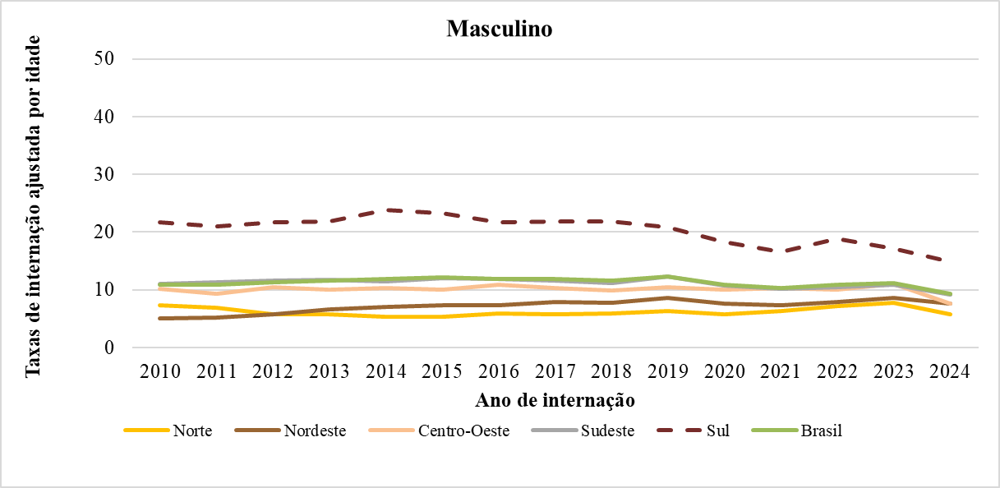 Masculino
Taxas de internação ajustada por idade
50
40
30
20
10
0
2010 2011 2012 2013 2014 2015 2016 2017 2018 2019 2020 2021 2022 2023 2024
Ano de internação
Norte Nordeste Centro-Oeste Sudeste Sul Brasil